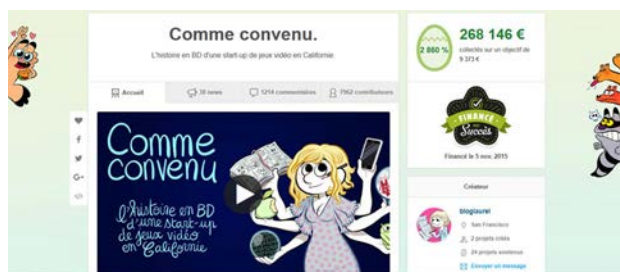 Comme convenu.
L'histoire en BD d'une start-up de jeux vidéo en Californie
Accueil
38 news
1214 commentaires
7962 contributeurs
Comme
convenu
l'histoire en BD
d'une start-up
de jeux vidéo
en Californie
2 860 %
268 146 €
collectés sur un objectif de
9 373 €
FINANCÉ
Succès
Financé le 5 nov. 2015
Créateur
bloglaurel
San Francisco
2 projets créés
24 projets soutenus
Envoyer un message